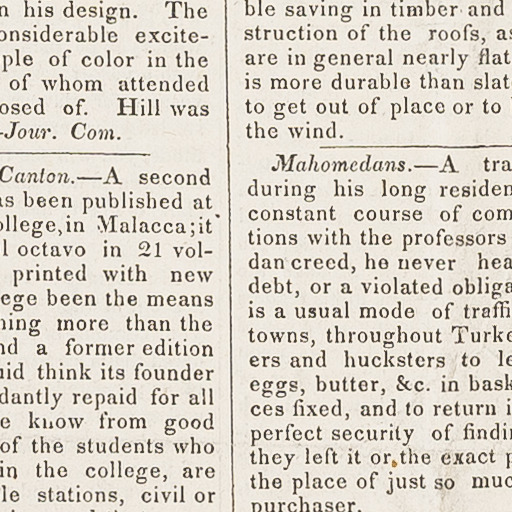 n his design. The
onsiderable excite-
ple of color in the
of whom attended
osed of. Hill was
-Jour. Com.
Canton.—A second
as been published at
ollege, in Malacca; it
l octavo in 21 vol-
printed with new
ege been the means
ning more than the
nd a former edition
uid think its founder
dantly repaid for all
e know from good
of the students who
in the college, are
le stations, civil or
ble saving in timber and
struction of the roofs, as
are in general nearly flat
is more durable than slat
to get out of place or to
the wind.
Mahomedans.—A tra
during his long residen
constant course of com
tions with the professors
dan creed, he never hea
debt, or a violated obliga
is a usual mode of traffi
towns, throughout Turke
ers and hucksters to le
eggs, butter, &c. in bask
ces fixed, and to return i
perfect security of findi
they left it or the exact p
the place of just so muc
purchaser.